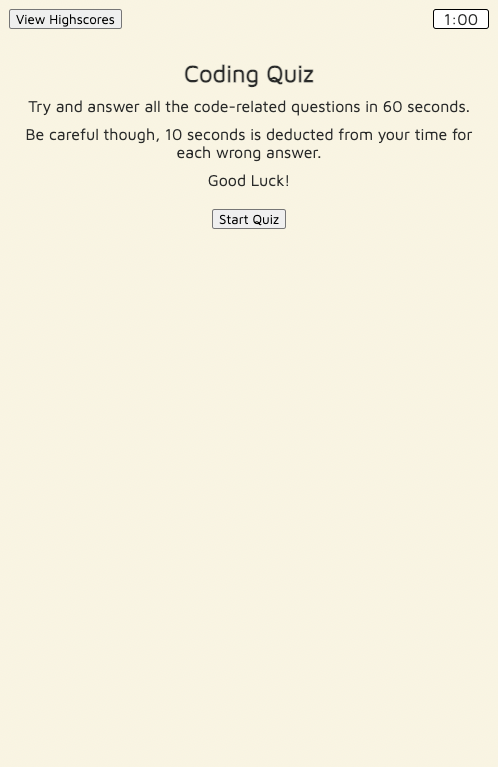 View Highscores
1:00
Coding Quiz
Try and answer all the code-related questions in 60 seconds.
Be careful though, 10 seconds is deducted from your time for
each wrong answer.
Good Luck!
Start Quiz